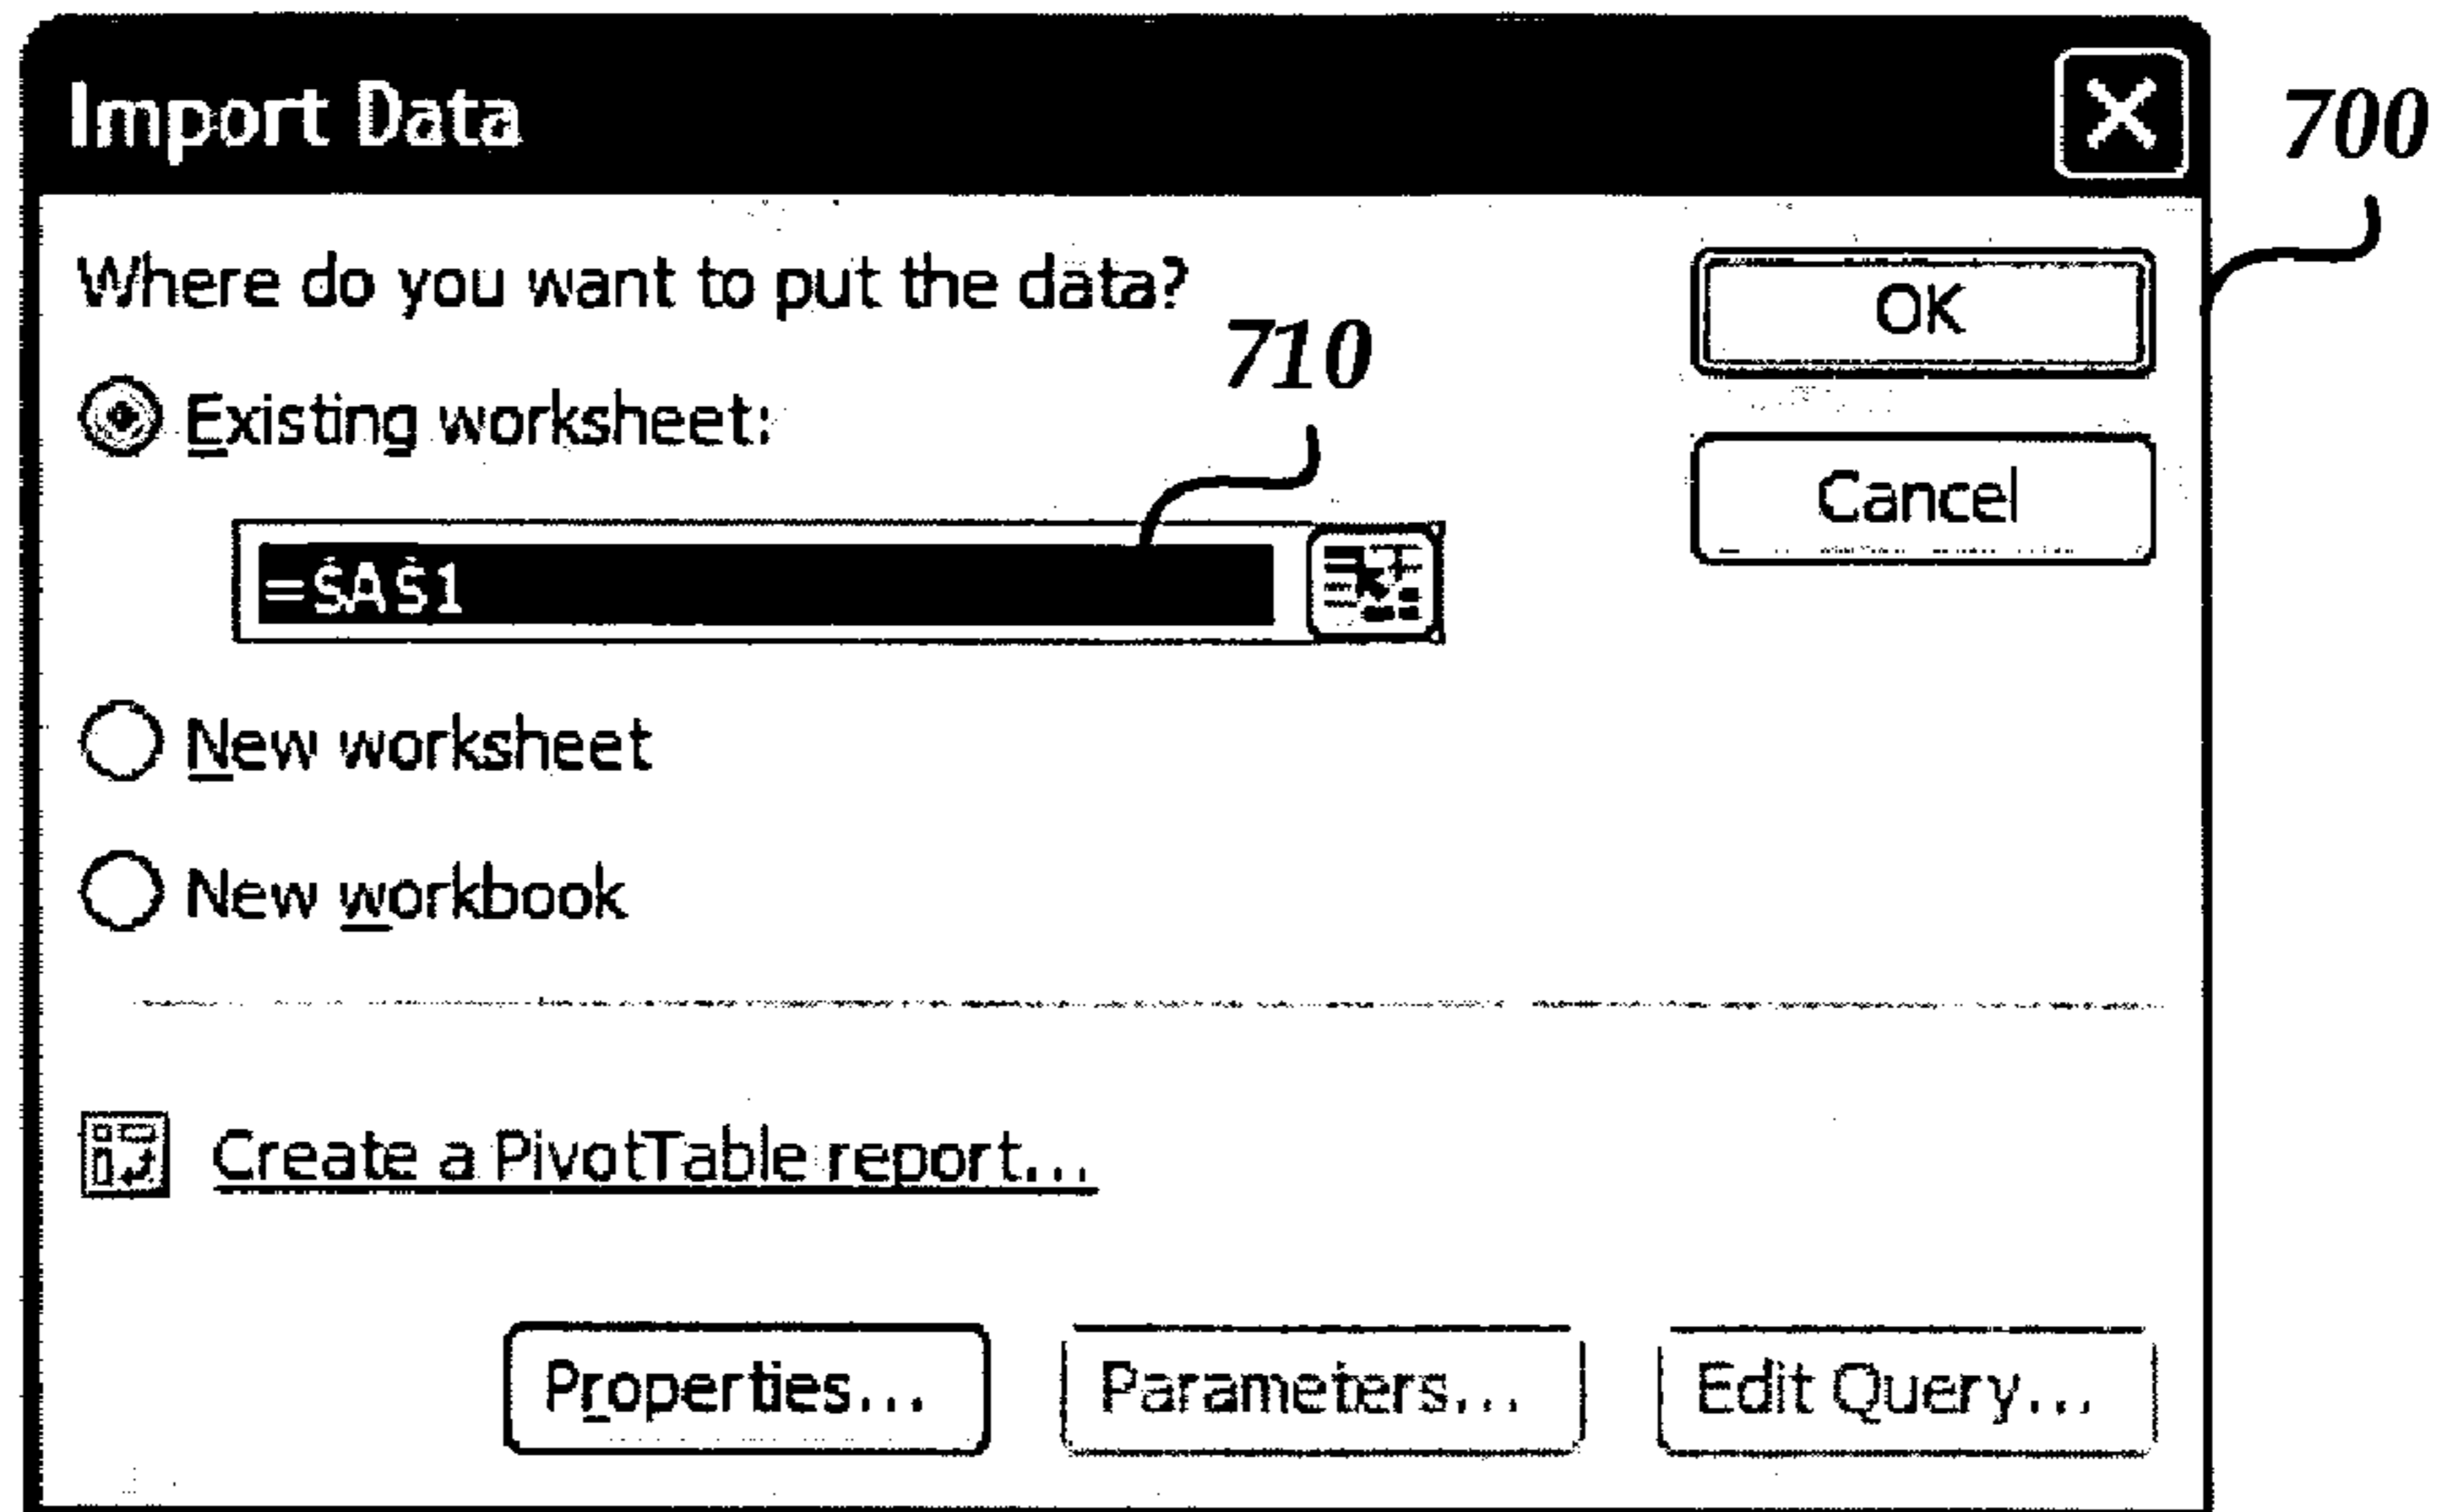 Import Data
700
Where do you want to put the data?
OK
710
Existing worksheet:
Cancel
=$A$1
New worksheet
New workbook
Create a PivotTable report...
Properties... Parameters... Edit Query...